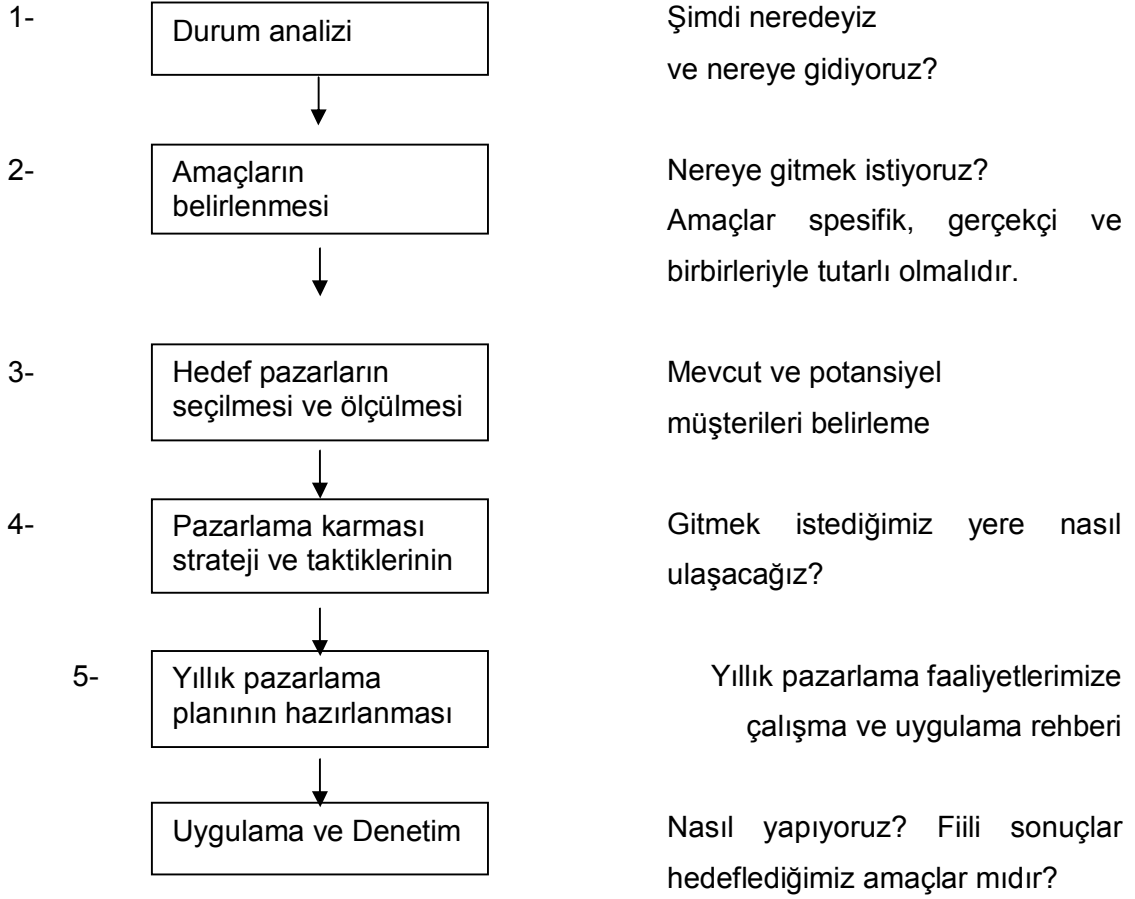 1-
Durum analizi
Şimdi neredeyiz
ve nereye gidiyoruz?
2-
Amaçların
belirlenmesi
Nereye gitmek istiyoruz?
Amaçlar spesifik, gerçekçi ve
birbirleriyle tutarlı olmalıdır.
3-
Hedef pazarların
seçilmesi ve ölçülmesi
Mevcut ve potansiyel
müşterileri belirleme
4-
Pazarlama karması
strateji ve taktiklerinin
Gitmek istediğimiz yere nasıl
ulaşacağız?
5-
Yıllık pazarlama
planının hazırlanması
Yıllık pazarlama faaliyetlerimize
çalışma ve uygulama rehberi
Uygulama ve Denetim
Nasıl yapıyoruz? Fiili sonuçlar
hedeflediğimiz amaçlar mıdır?